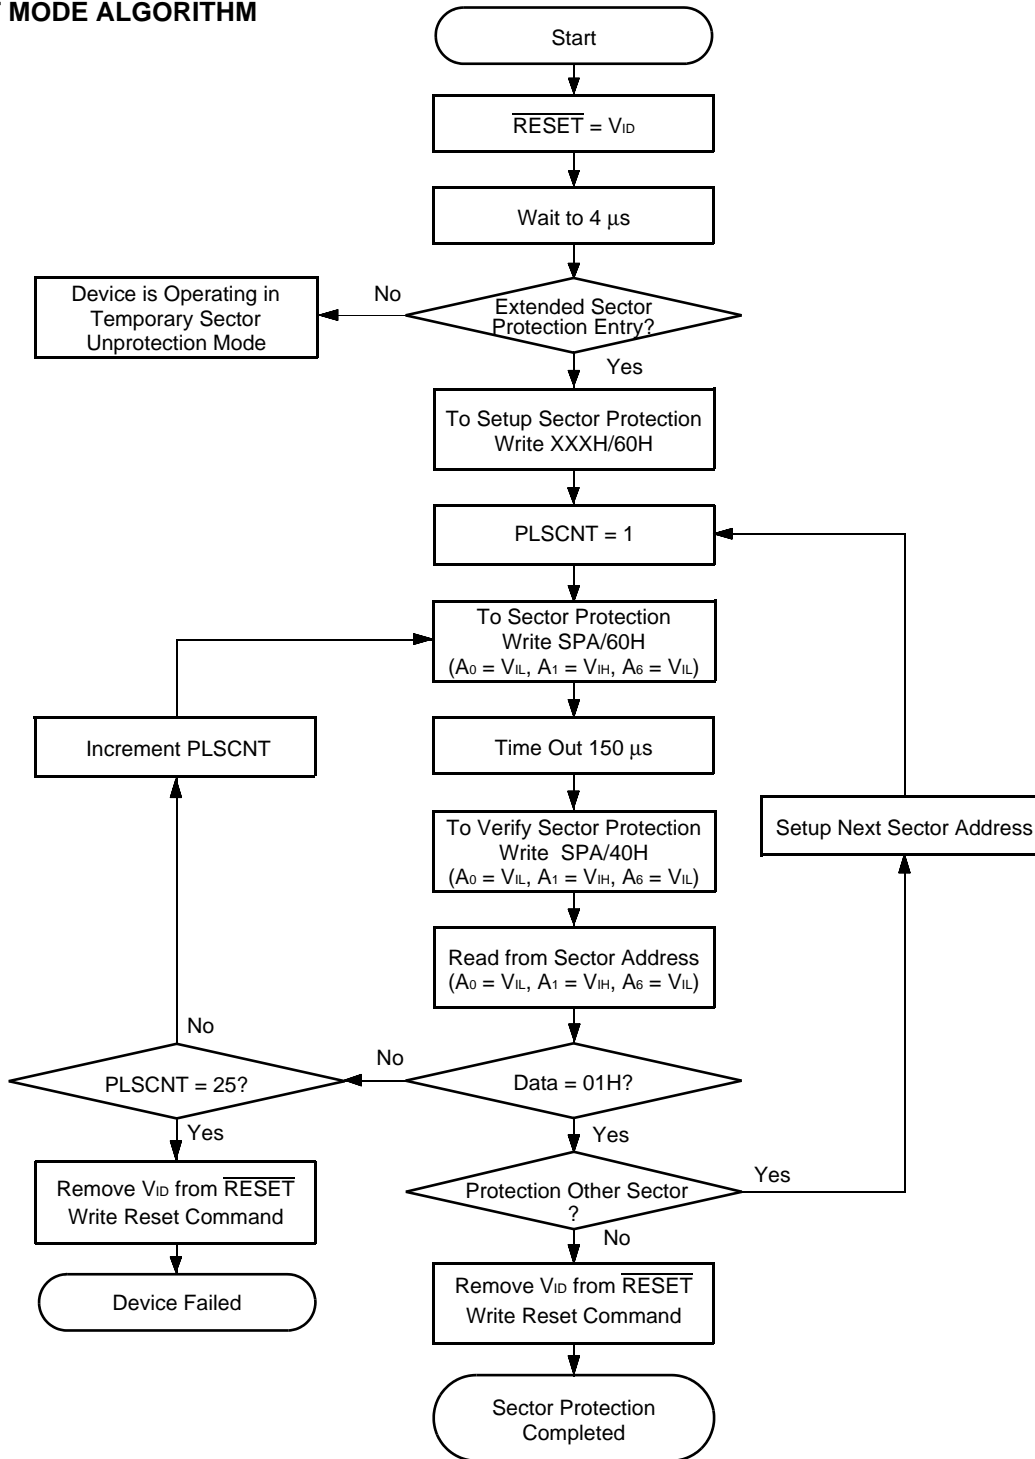 MODE ALGORITHM
Start
RESET = VID
Wait to 4 μs
Extended Sector
Protection Entry?
No
Device is Operating in
Temporary Sector
Unprotection Mode
Yes
To Setup Sector Protection
Write XXXH/60H
PLSCNT = 1
To Sector Protection
Write SPA/60H
(A0 = VIL, A1 = VIH, A6 = VIL)
Increment PLSCNT
Time Out 150 μs
To Verify Sector Protection
Write SPA/40H
(A0 = VIL, A1 = VIH, A6 = VIL)
Setup Next Sector Address
Read from Sector Address
(A0 = VIL, A1 = VIH, A6 = VIL)
No
PLSCNT = 25?
No
Data = 01H?
Yes
Yes
Remove VID from RESET
Write Reset Command
Protection Other Sector
?
Yes
No
Device Failed
Remove VID from RESET
Write Reset Command
Sector Protection
Completed